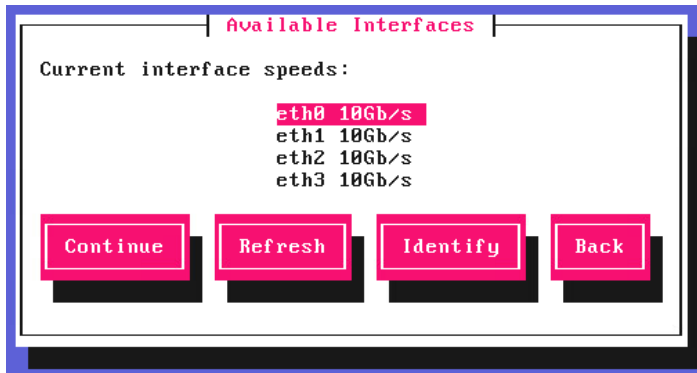 Available Interfaces
Current interface speeds:
eth0 10Gb/s
eth1 10Gb/s
eth2 10Gb/s
eth3 10Gb/s
Continue Refresh Identify Back